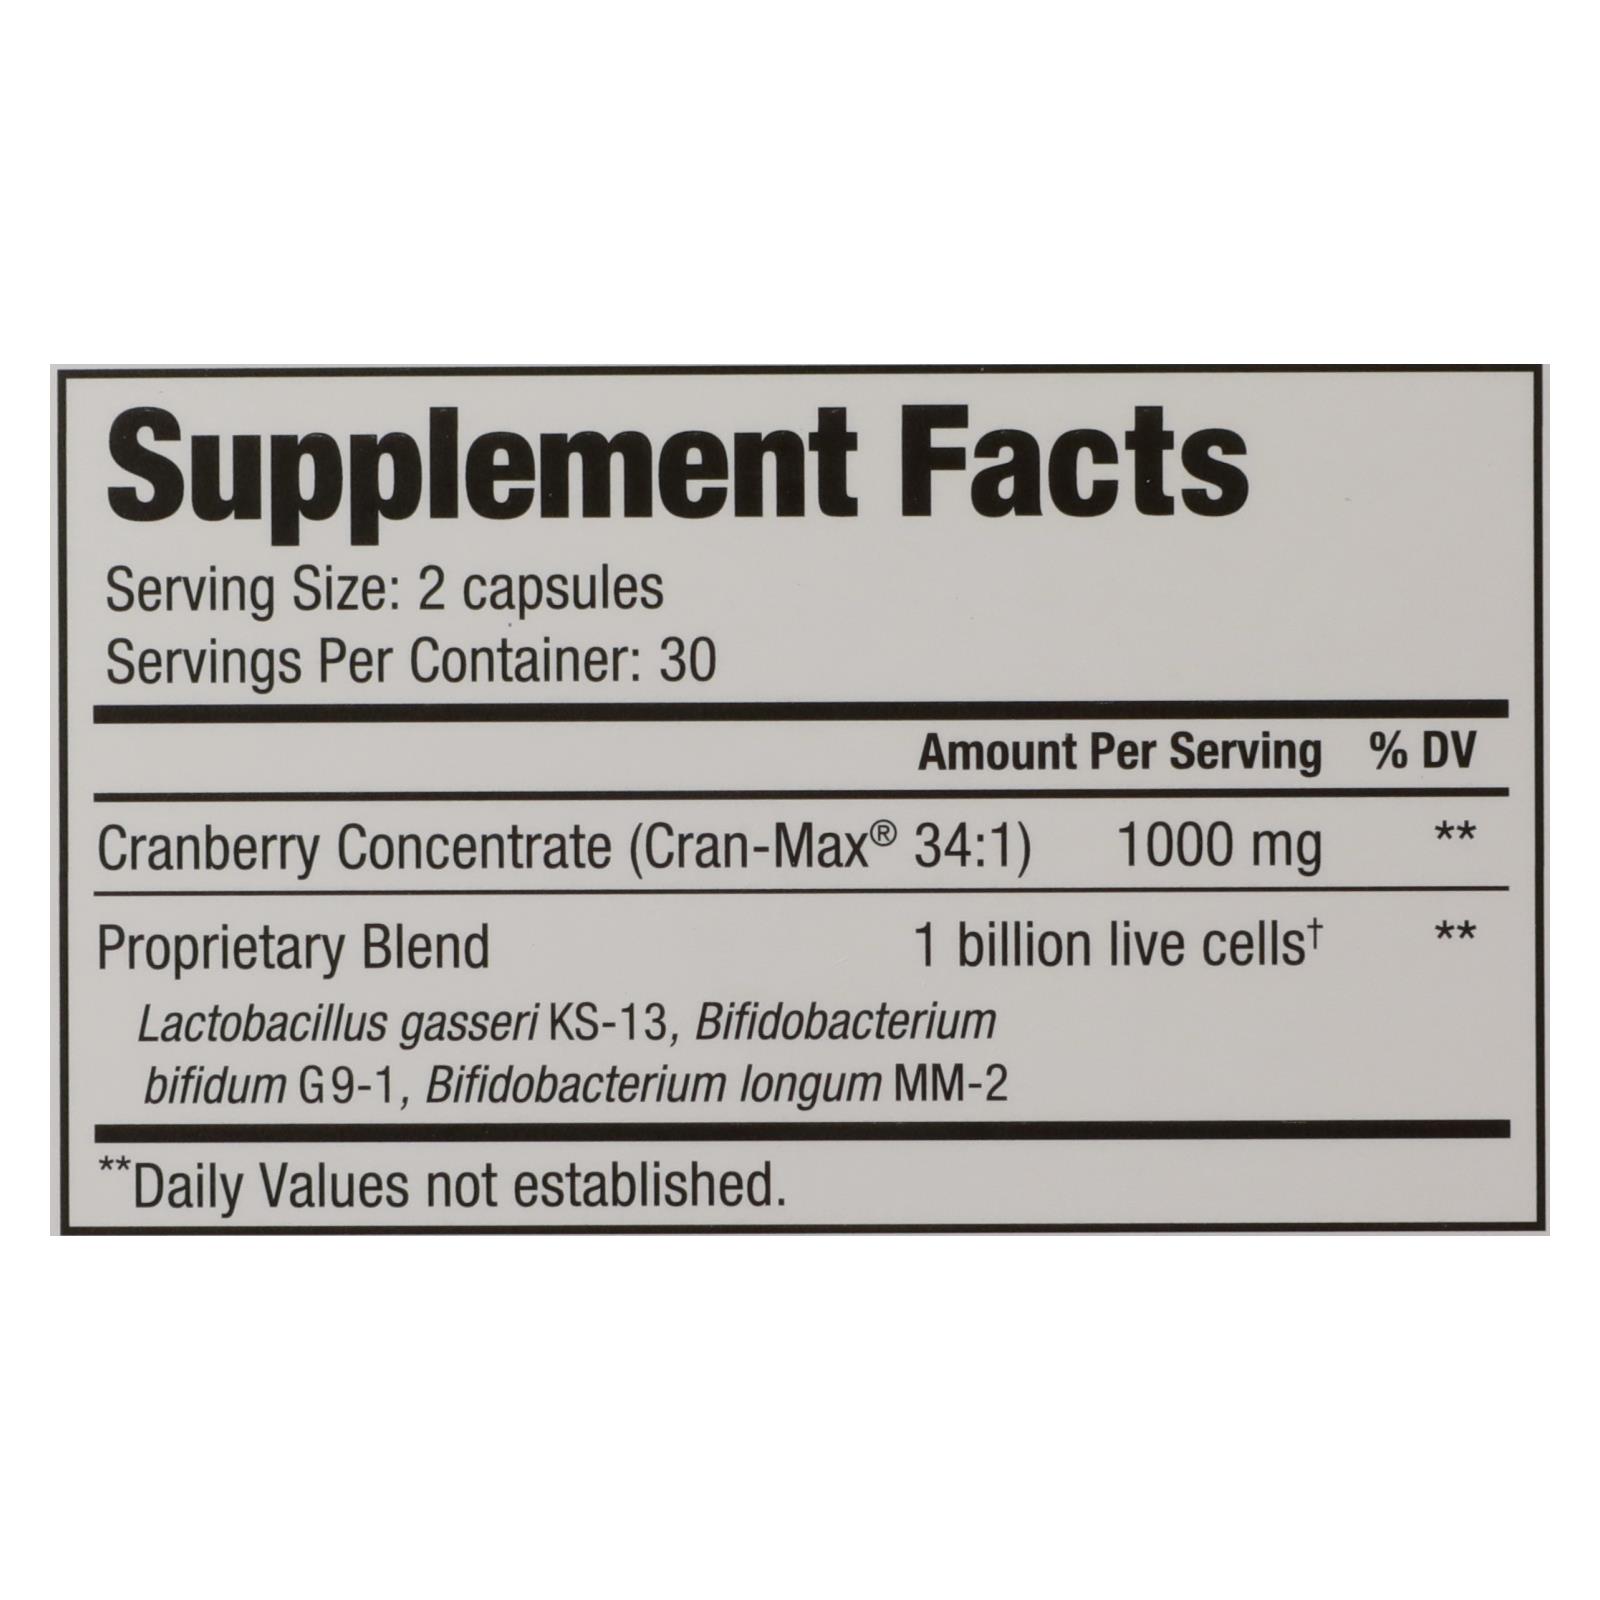 Supplement Facts
Serving Size: 2 capsules
Servings Per Container: 30
Amount Per Serving % DV
Cranberry Concentrate (Cran-Max® 34:1) 1000 mg **
Proprietary Blend 1 billion live cells† **
Lactobacillus gasseri KS-13, Bifidobacterium
bifidum G9-1, Bifidobacterium longum MM-2
**Daily Values not established.